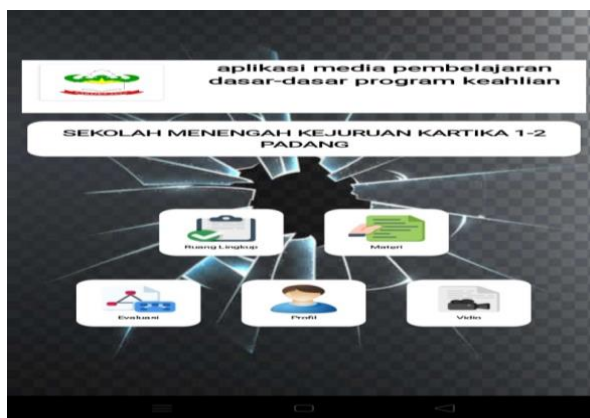 aplikasi media pembelajaran
dasar-dasar program keahlian
SEKOLAH MENENGAH KEJURUAN KARTIKA 1-2
PADANG
Ruang Lingkup
Materi
Evaluasi
Profil
Vidio